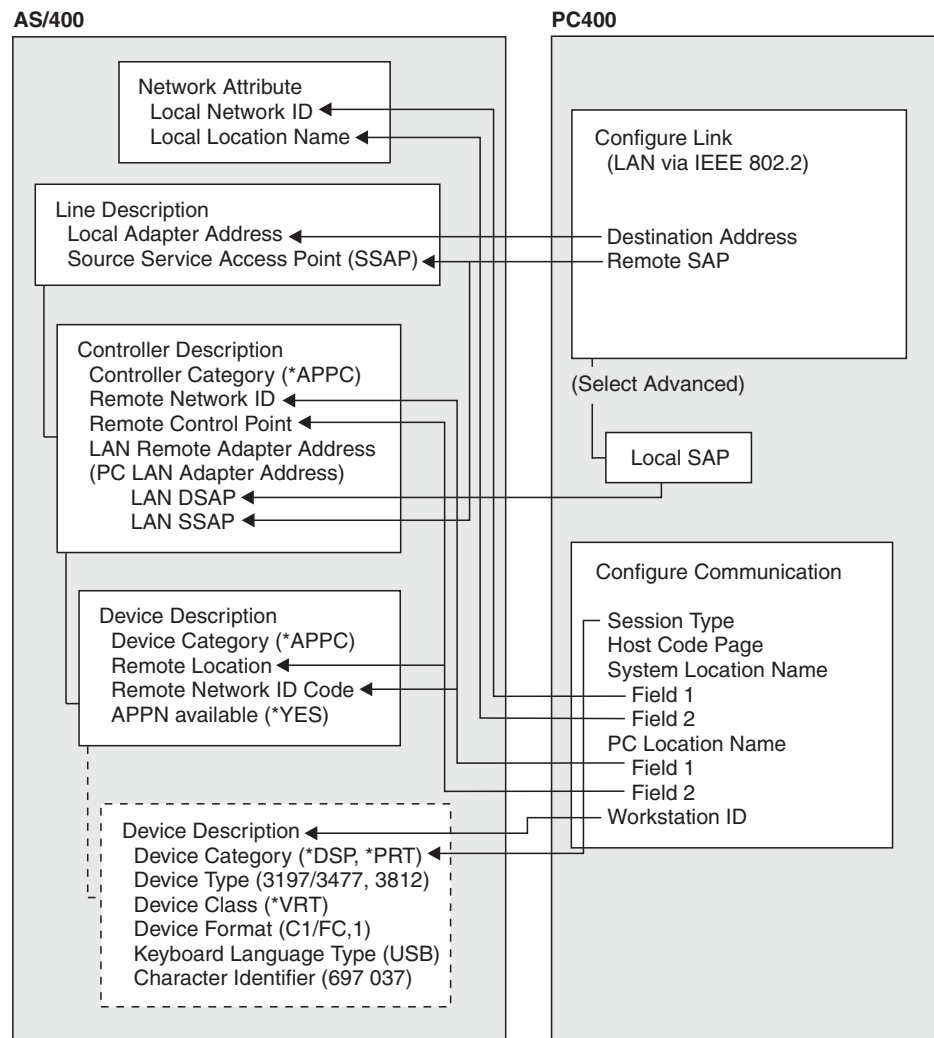 AS/400
PC400
Network Attribute
Local Network ID
Local Location Name
Line Description
Local Adapter Address
Source Service Access Point (SSAP)
Controller Description
Controller Category (*APPC)
Remote Network ID
Remote Control Point
LAN Remote Adapter Address
(PC LAN Adapter Address)
LAN DSAP
LAN SSAP
Device Description
Device Category (*APPC)
Remote Location
Remote Network ID Code
APPN available (*YES)
Device Description
Device Category (*DSP, *PRT)
Device Type (3197/3477, 3812)
Device Class (*VRT)
Device Format (C1/FC,1)
Keyboard Language Type (USB)
Character Identifier (697 037)
Configure Link
(LAN via IEEE 802.2)
Destination Address
Remote SAP
(Select Advanced)
Local SAP
Configure Communication
Session Type
Host Code Page
System Location Name
Field 1
Field 2
PC Location Name
Field 1
Field 2
Workstation ID